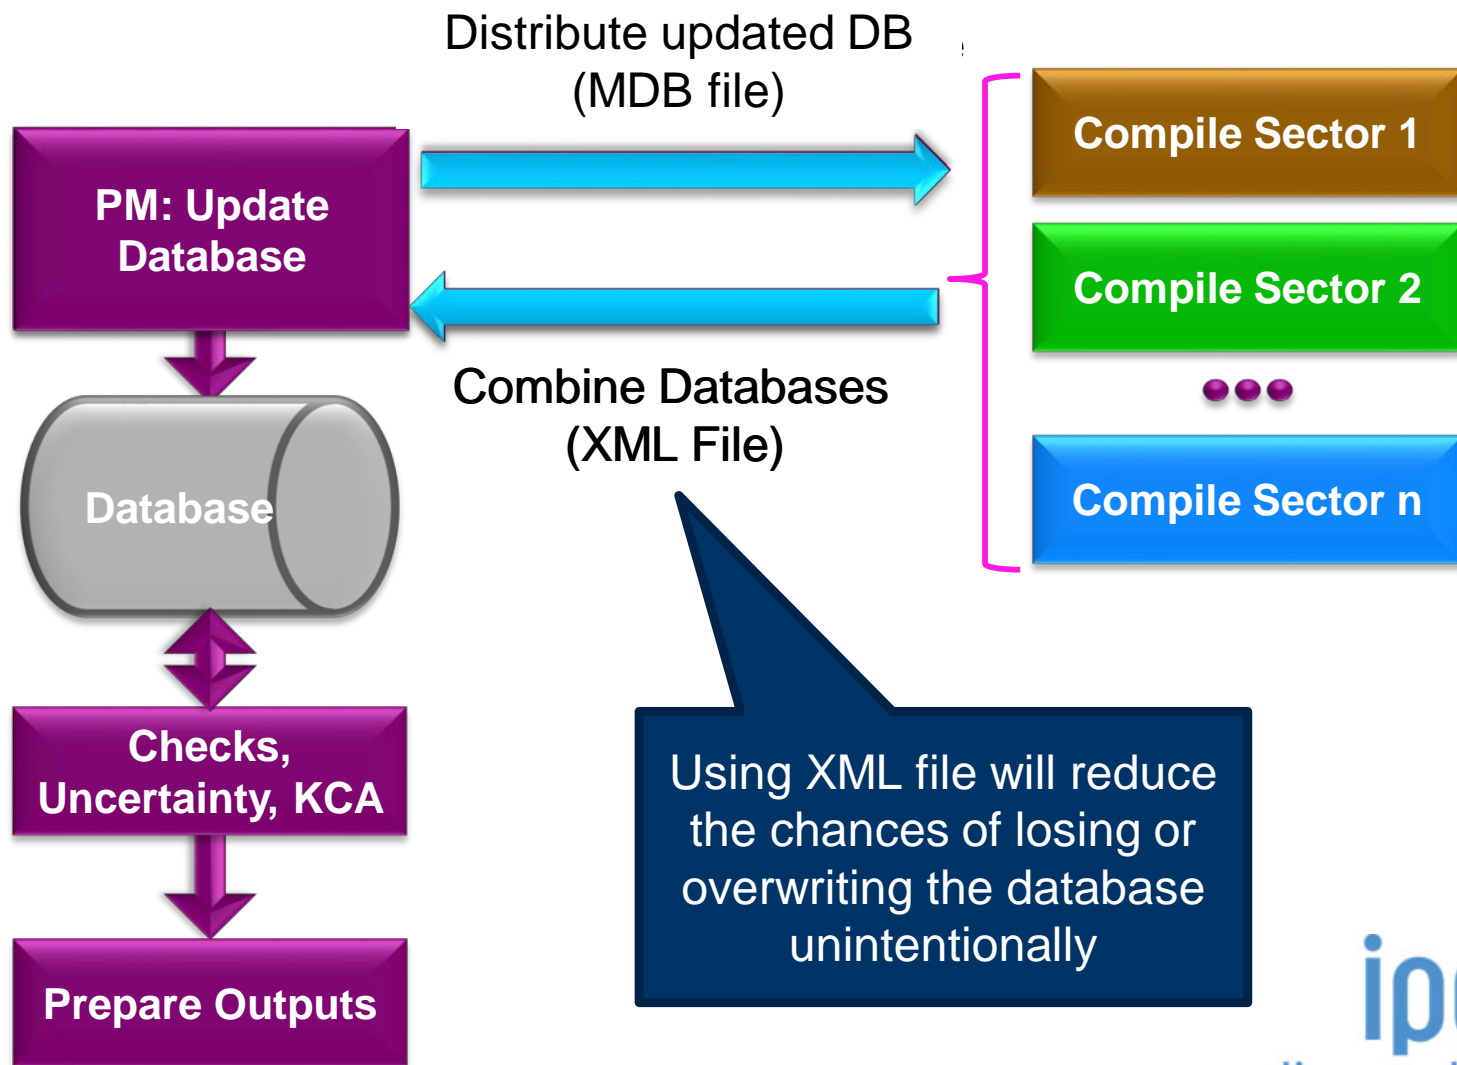 Distribute updated DB
(MDB file)
PM: Update
Database
Compile Sector 1
Compile Sector 2
Combine Databases
(XML File)
Compile Sector n
Database
Checks,
Uncertainty, KCA
Using XML file will reduce
the chances of losing or
overwriting the database
unintentionally
Prepare Outputs